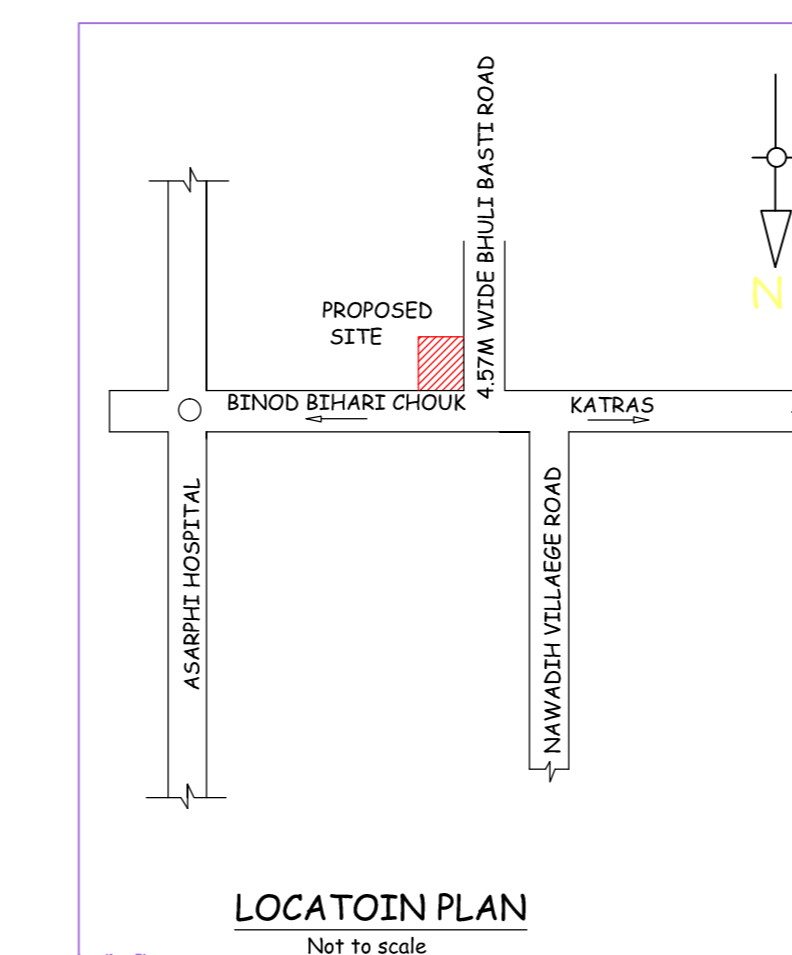 4.57M WIDE BHULI BASTI ROAD
N
PROPOSED
SITE
BINOD BIHARI CHOUK
KATRAS
ASARPHI HOSPITAL
NAWADIH VILLAEGE ROAD
LOCATOIN PLAN
Not to scale